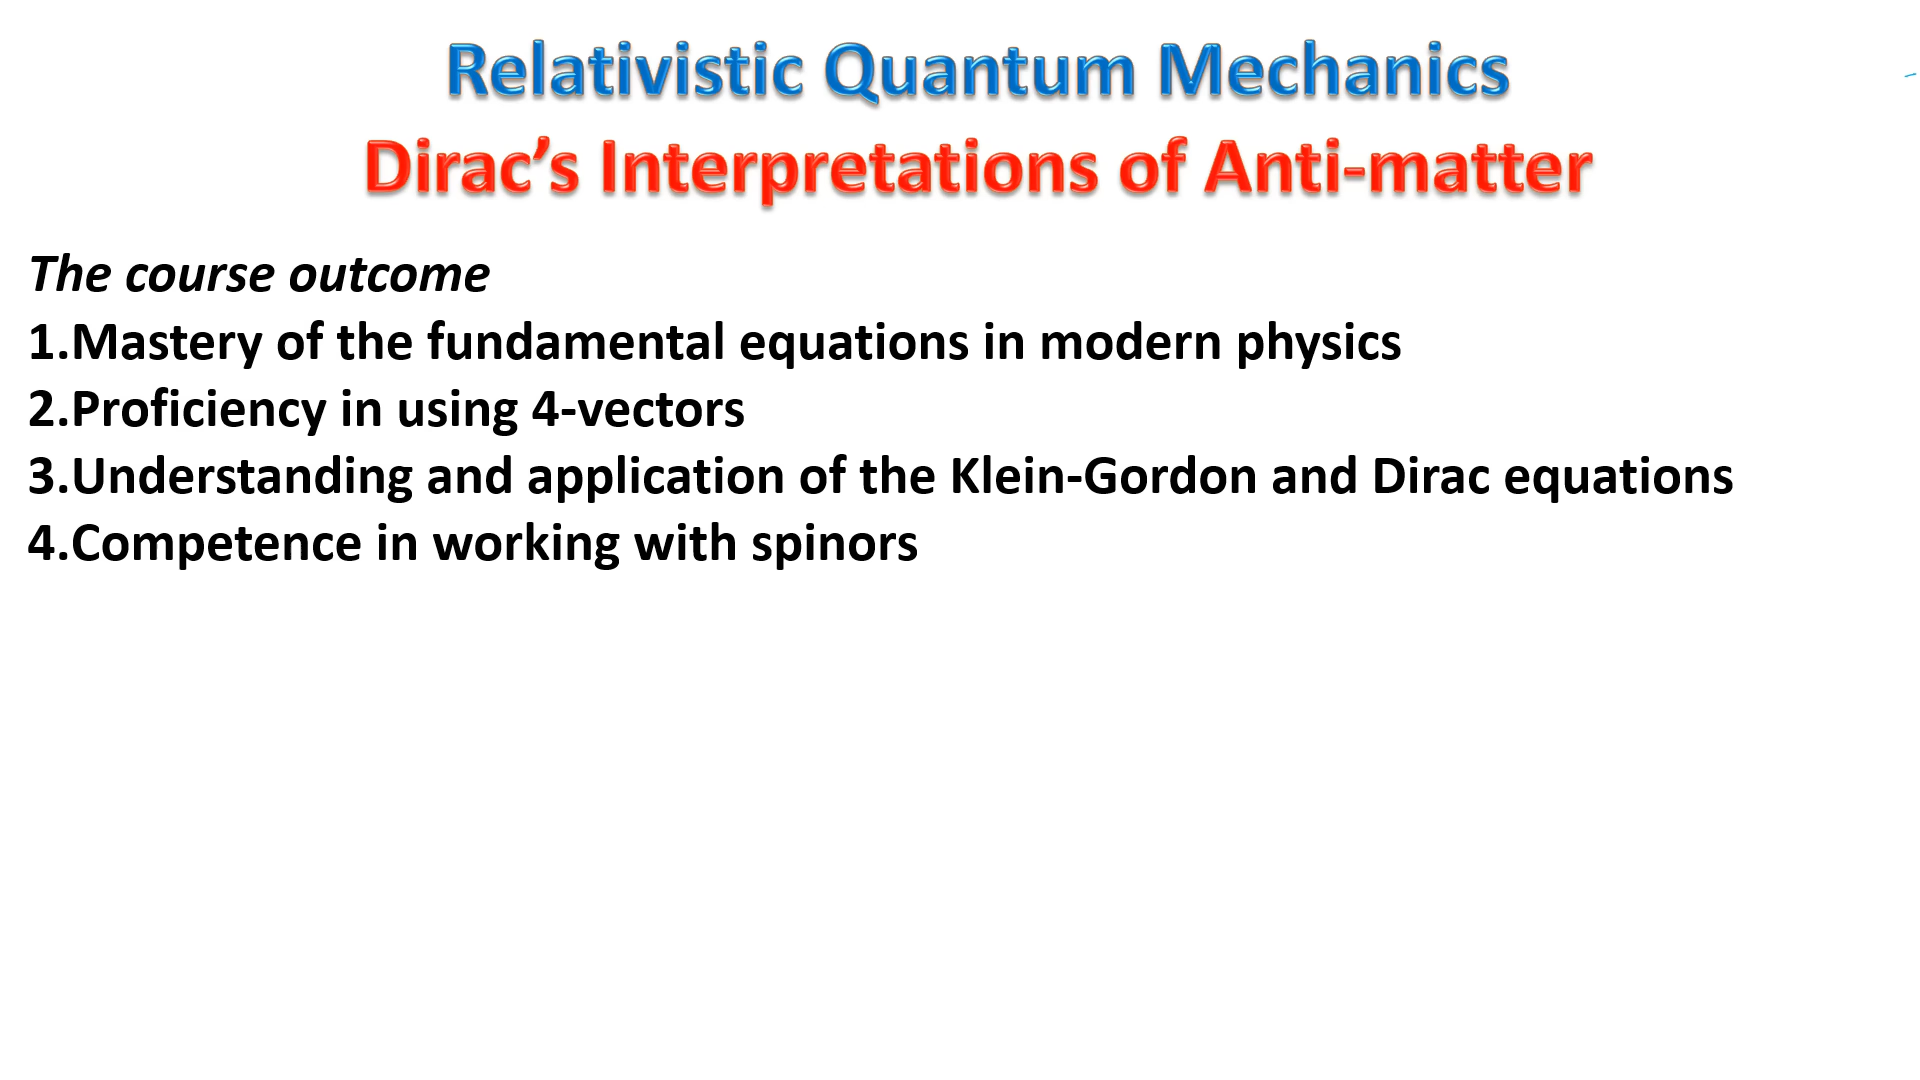 Relativistic Quantum Mechanics
Dirac’s Interpretations of Anti-matter
The course outcome
1.Mastery of the fundamental equations in modern physics
2.Proficiency in using 4-vectors
3.Understanding and application of the Klein-Gordon and Dirac equations
4.Competence in working with spinors